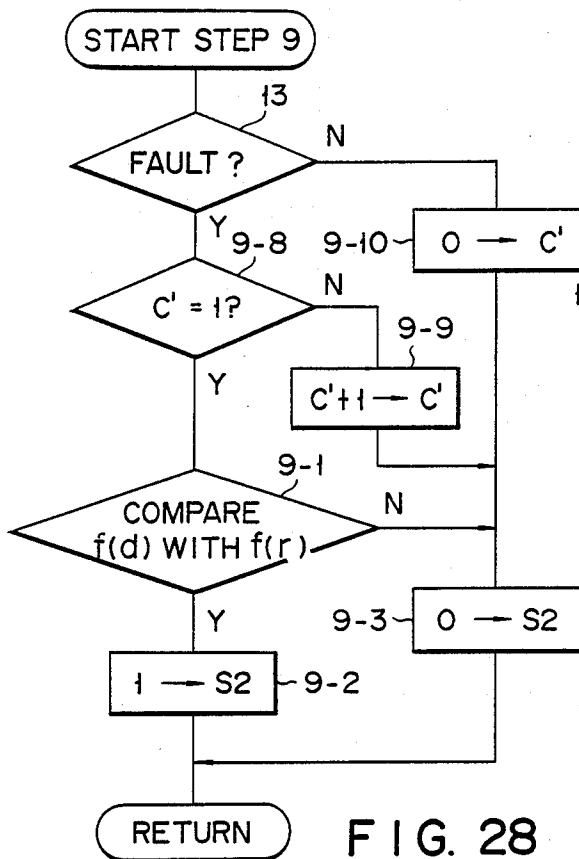 START STEP 9
13
FAULT ?
N
Y
9-8
9-10
0 → C'
C' = 1?
N
9-9
Y
C'+1 → C'
9-1
COMPARE
f(d) WITH f(r)
N
Y
9-3
0 → S2
1 → S2
9-2
RETURN
FIG. 28